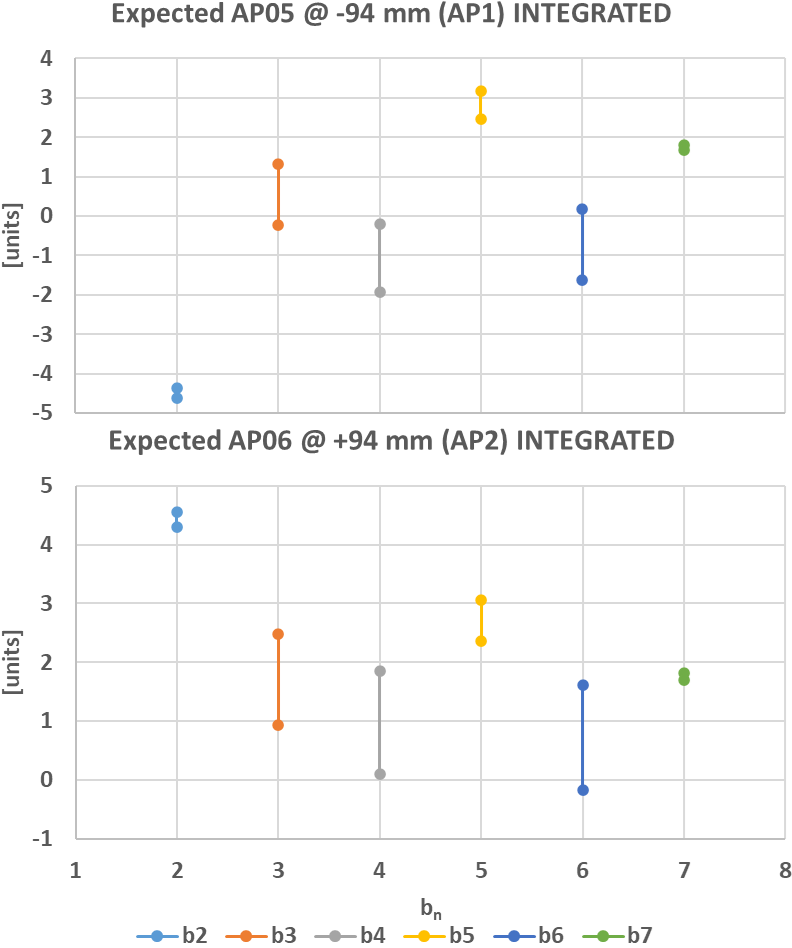 Expected AP05 @ -94 mm (AP1) INTEGRATED
4
3
2
1
0
-1
-2
-3
-4
-5
[units]
Expected AP06 @ +94 mm (AP2) INTEGRATED
5
4
3
2
1
0
-1
[units]
1 2 3 4 5 6 7 8
bn
b2 b3 b4 b5 b6 b7